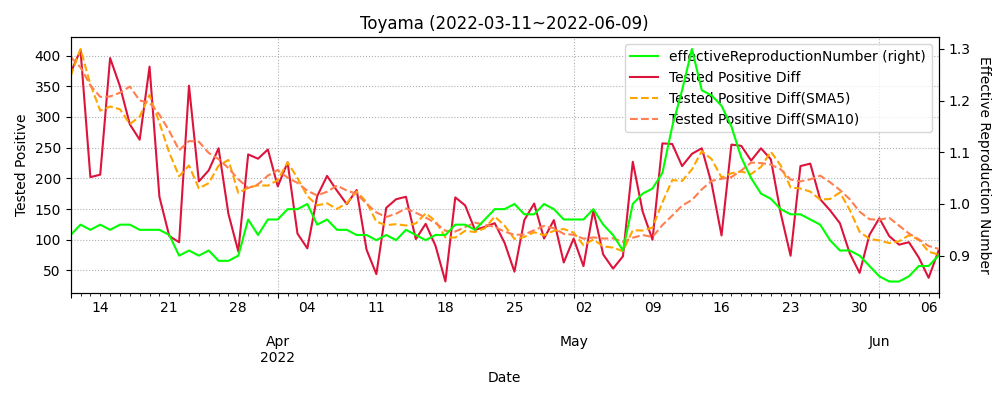 Toyama (2022-03-11~2022-06-09)
effectiveReproductionNumber (right)
Tested Positive Diff
Tested Positive Diff(SMA5)
Tested Positive Diff(SMA10)
Tested Positive
400
350
300
250
200
150
100
50
1.3
1.2
1.1
1.0
0.9
Effective Reproduction Number
14 21 28 04 11 18 25 02 09 16 23 30 06
Apr May Jun
2022
Date